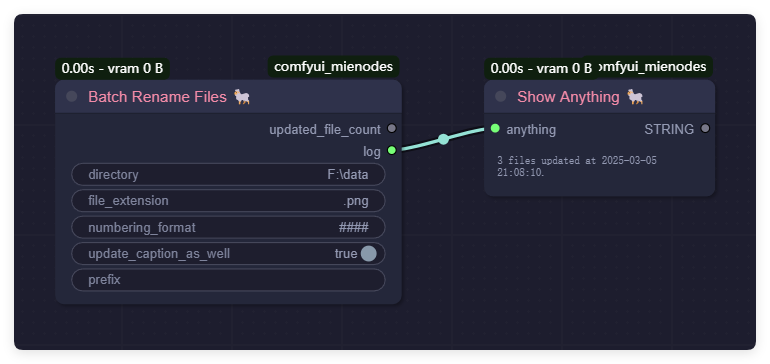 0.00s - vram 0 B
comfyui_mienodes
Batch Rename Files 🐑
updated_file_count
log
directory F:\data
file_extension .png
numbering_format ####
update_caption_as_well true
prefix
0.00s - vram 0 B
omfyui_mienodes
Show Anything 🐑
anything STRING
3 files updated at 2025-03-05
21:08:10.